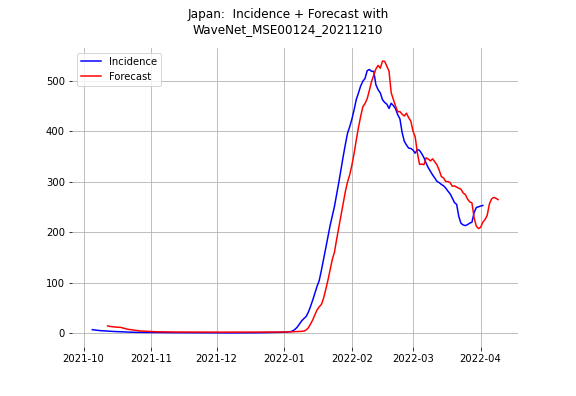 Japan:  Incidence + Forecast with
WaveNet_MSE00124_20211210
Incidence
Forecast
500
400
300
200
100
0
2021-10 2021-11 2021-12 2022-01 2022-02 2022-03 2022-04